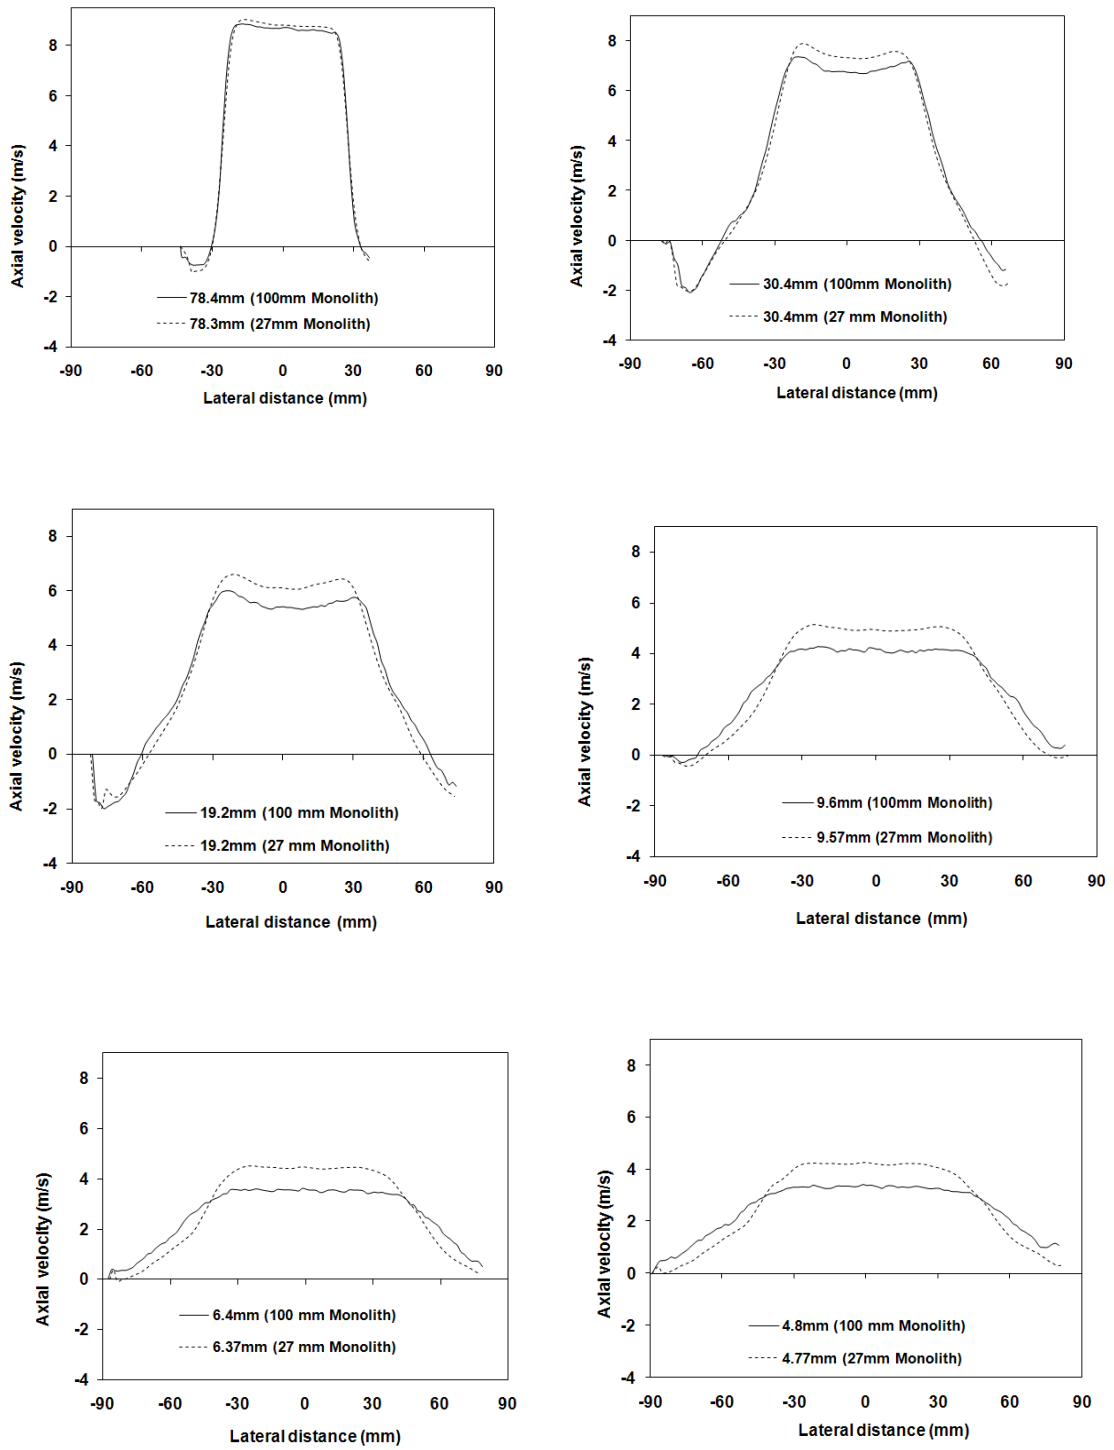 8
6
4
2
0
-2
-4
Axial velocity (m/s)
78.4mm (100mm Monolith)
78.3mm (27mm Monolith)
-90 -60 -30 0 30 60 90
Lateral distance (mm)
8
6
4
2
0
-2
-4
Axial velocity (m/s)
30.4mm (100mm Monolith)
30.4mm (27 mm Monolith)
-90 -60 -30 0 30 60 90
Lateral distance (mm)
8
6
4
2
0
-2
-4
Axial velocity (m/s)
19.2mm (100 mm Monolith)
19.2mm (27 mm Monolith)
-90 -60 -30 0 30 60 90
Lateral distance (mm)
8
6
4
2
0
-2
-4
Axial velocity (m/s)
9.6mm (100mm Monolith)
9.57mm (27mm Monolith)
-90 -60 -30 0 30 60 90
Lateral distance (mm)
8
6
4
2
0
-2
-4
Axial velocity (m/s)
6.4mm (100 mm Monolith)
6.37mm (27 mm Monolith)
-90 -60 -30 0 30 60 90
Lateral distance (mm)
8
6
4
2
0
-2
-4
Axial velocity (m/s)
4.8mm (100 mm Monolith)
4.77mm (27mm Monolith)
-90 -60 -30 0 30 60 90
Lateral distance (mm)